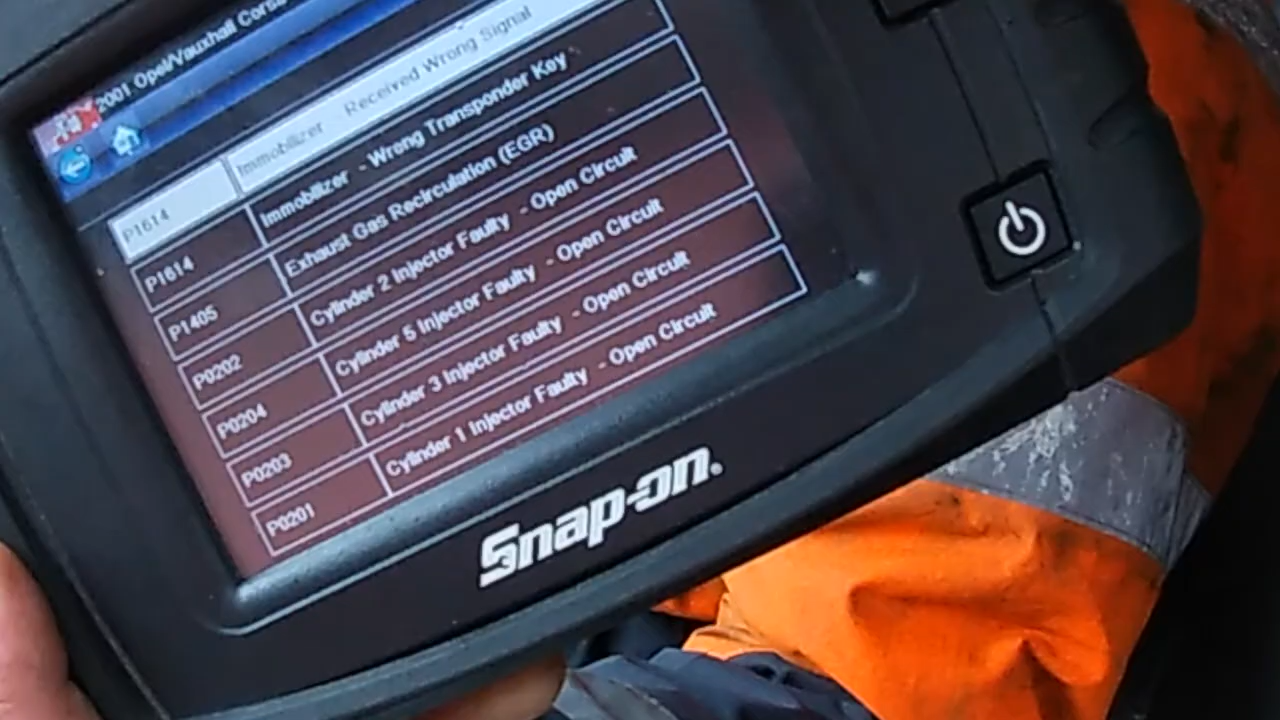 2001 Opel/Vauxhall Corsa
P1614 Immobilizer Received Wrong Signal
P1614 Immobilizer - Wrong Transponder Key
P1405 Exhaust Gas Recirculation (EGR)
P0202 Cylinder 2 Injector Faulty - Open Circuit
P0204 Cylinder 5 Injector Faulty - Open Circuit
P0203 Cylinder 3 Injector Faulty - Open Circuit
P0201 Cylinder 1 Injector Faulty - Open Circuit
Snap-on.